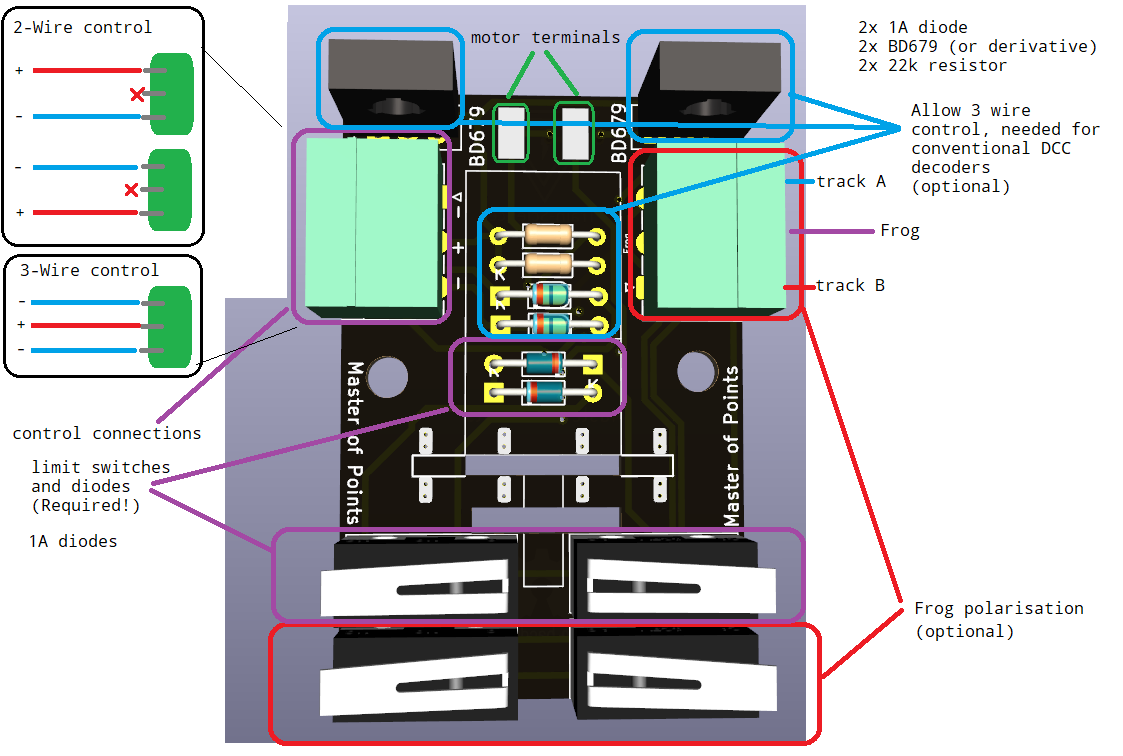 2-Wire control
+
-
-
+
3-Wire control
-
+
-
motor terminals
2x 1A diode
2x BD679 (or derivative)
2x 22k resistor
Allow 3 wire
control, needed for
conventional DCC
decoders
(optional)
BD679
BD679
track A
Frog
track B
Frog
- +  -
K
K
K
Master of Points
Master of Points
control connections
limit switches
and diodes
(Required!)
1A diodes
Frog polarisation
(optional)